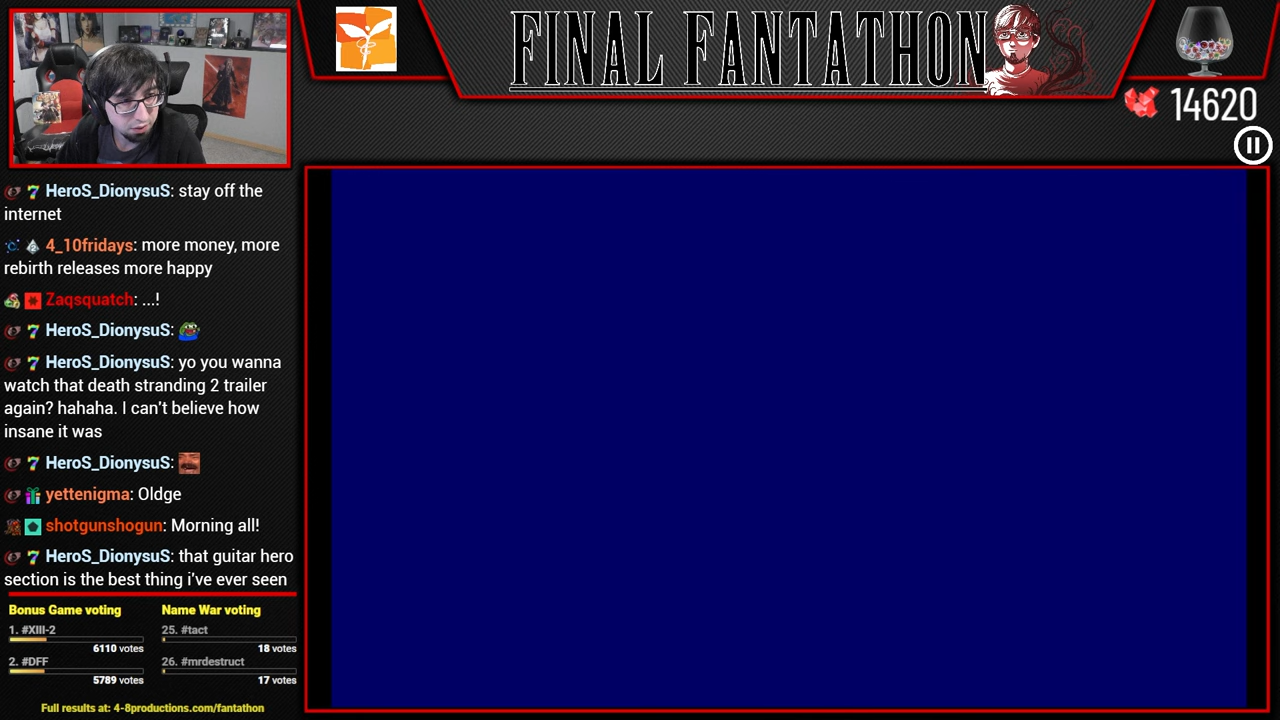 FINAL FANTATHON
14620
HeroS_DionysuS: stay off the
internet
4_10fridays: more money, more
rebirth releases more happy
Zaqsquatch: ...!
HeroS_DionysuS:
HeroS_DionysuS: yo you wanna
watch that death stranding 2 trailer
again? hahaha. I can't believe how
insane it was
HeroS_DionysuS:
yettenigma: Oldge
shotgunshogun: Morning all!
HeroS_DionysuS: that guitar hero
section is the best thing i've ever seen
Bonus Game voting
1. #XIII-2
6110 votes
2. #DFF
5789 votes
Name War voting
25. #tact
18 votes
26. #mrdestruct
17 votes
Full results at: 4-8productions.com/fantathon